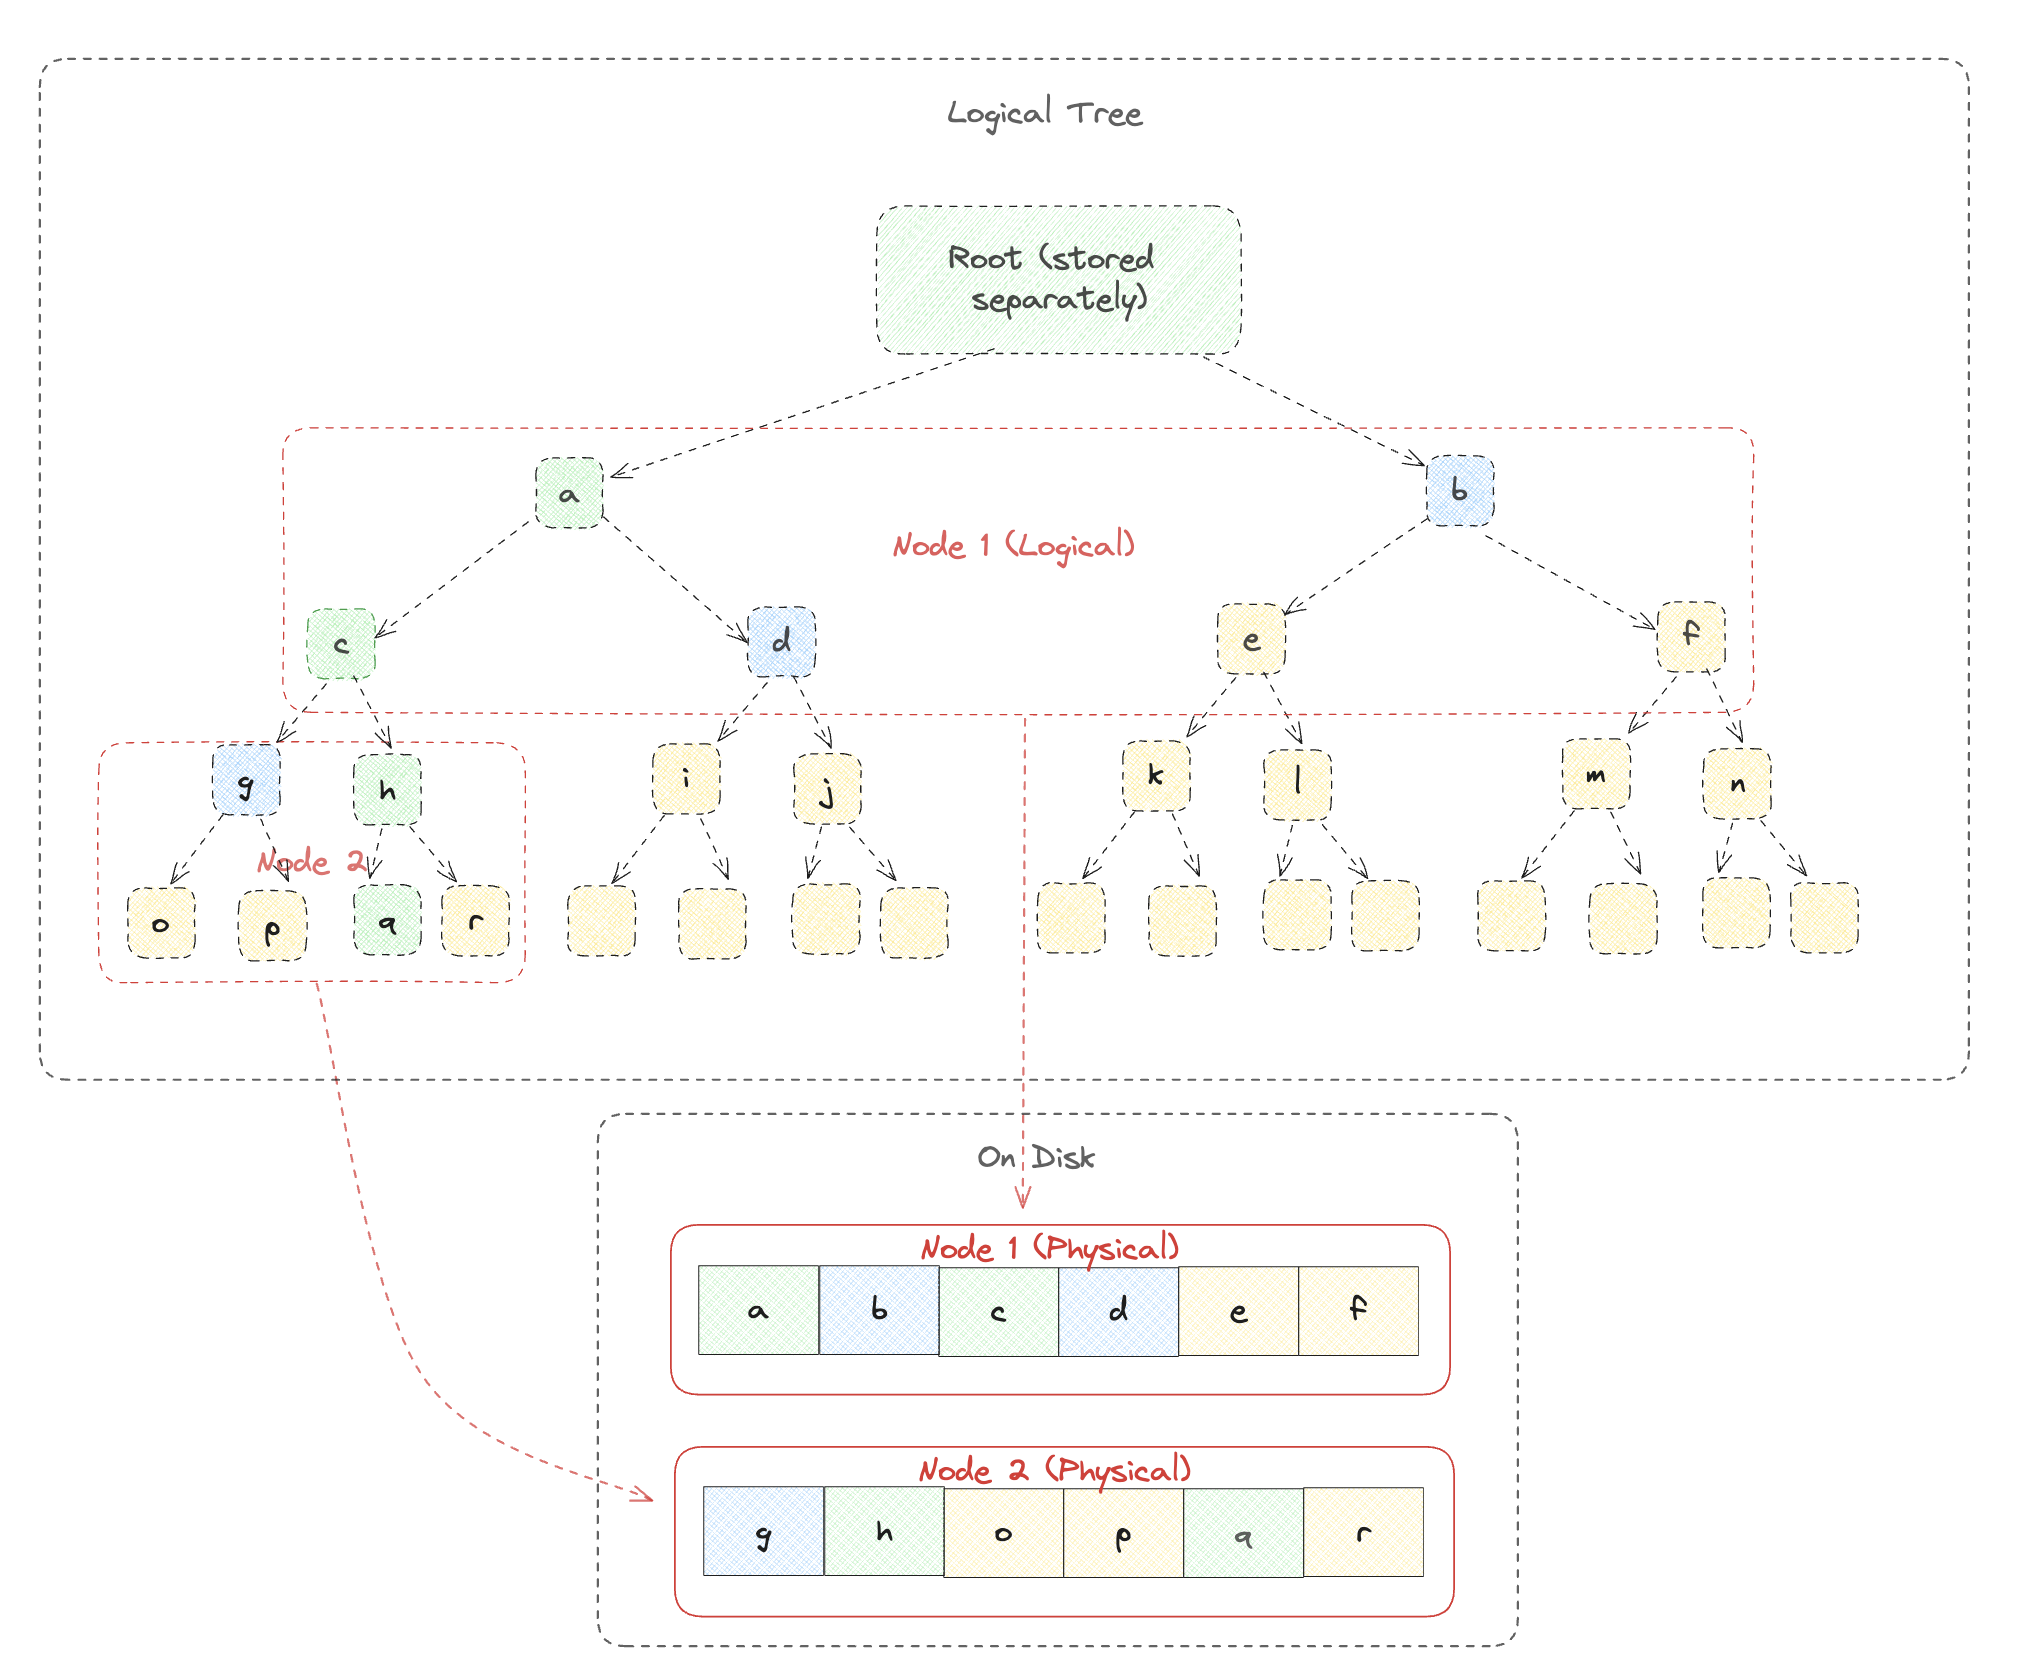 Logical Tree
Root (stored
separately)
a
b
Node 1 (Logical)
c
d
e
f
g
h
i
j
k
l
m
n
Node 2
o
p
q
r
On Disk
Node 1 (Physical)
a b c d e f
Node 2 (Physical)
g h o p q r